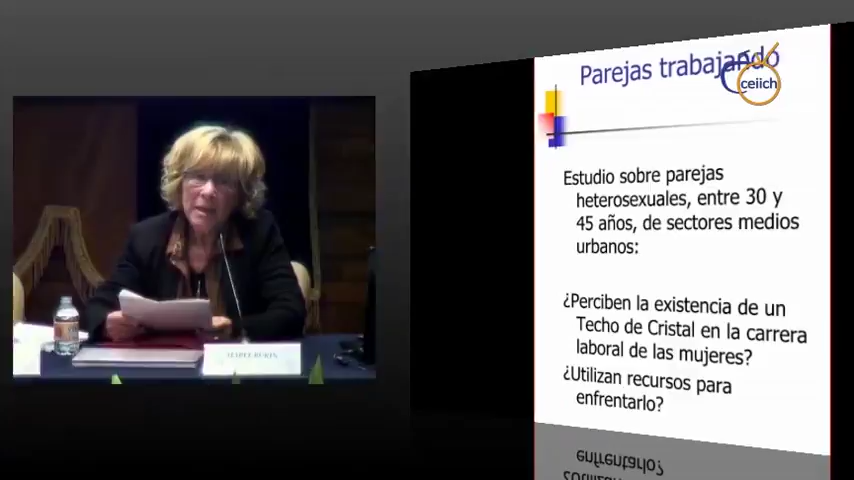 Parejas trabajando
ceiich
Estudio sobre parejas
heterosexuales, entre 30 y
45 años, de sectores medios
urbanos:
¿Perciben la existencia de un
Techo de Cristal en la carrera
laboral de las mujeres?
¿Utilizan recursos para
enfrentarlo?